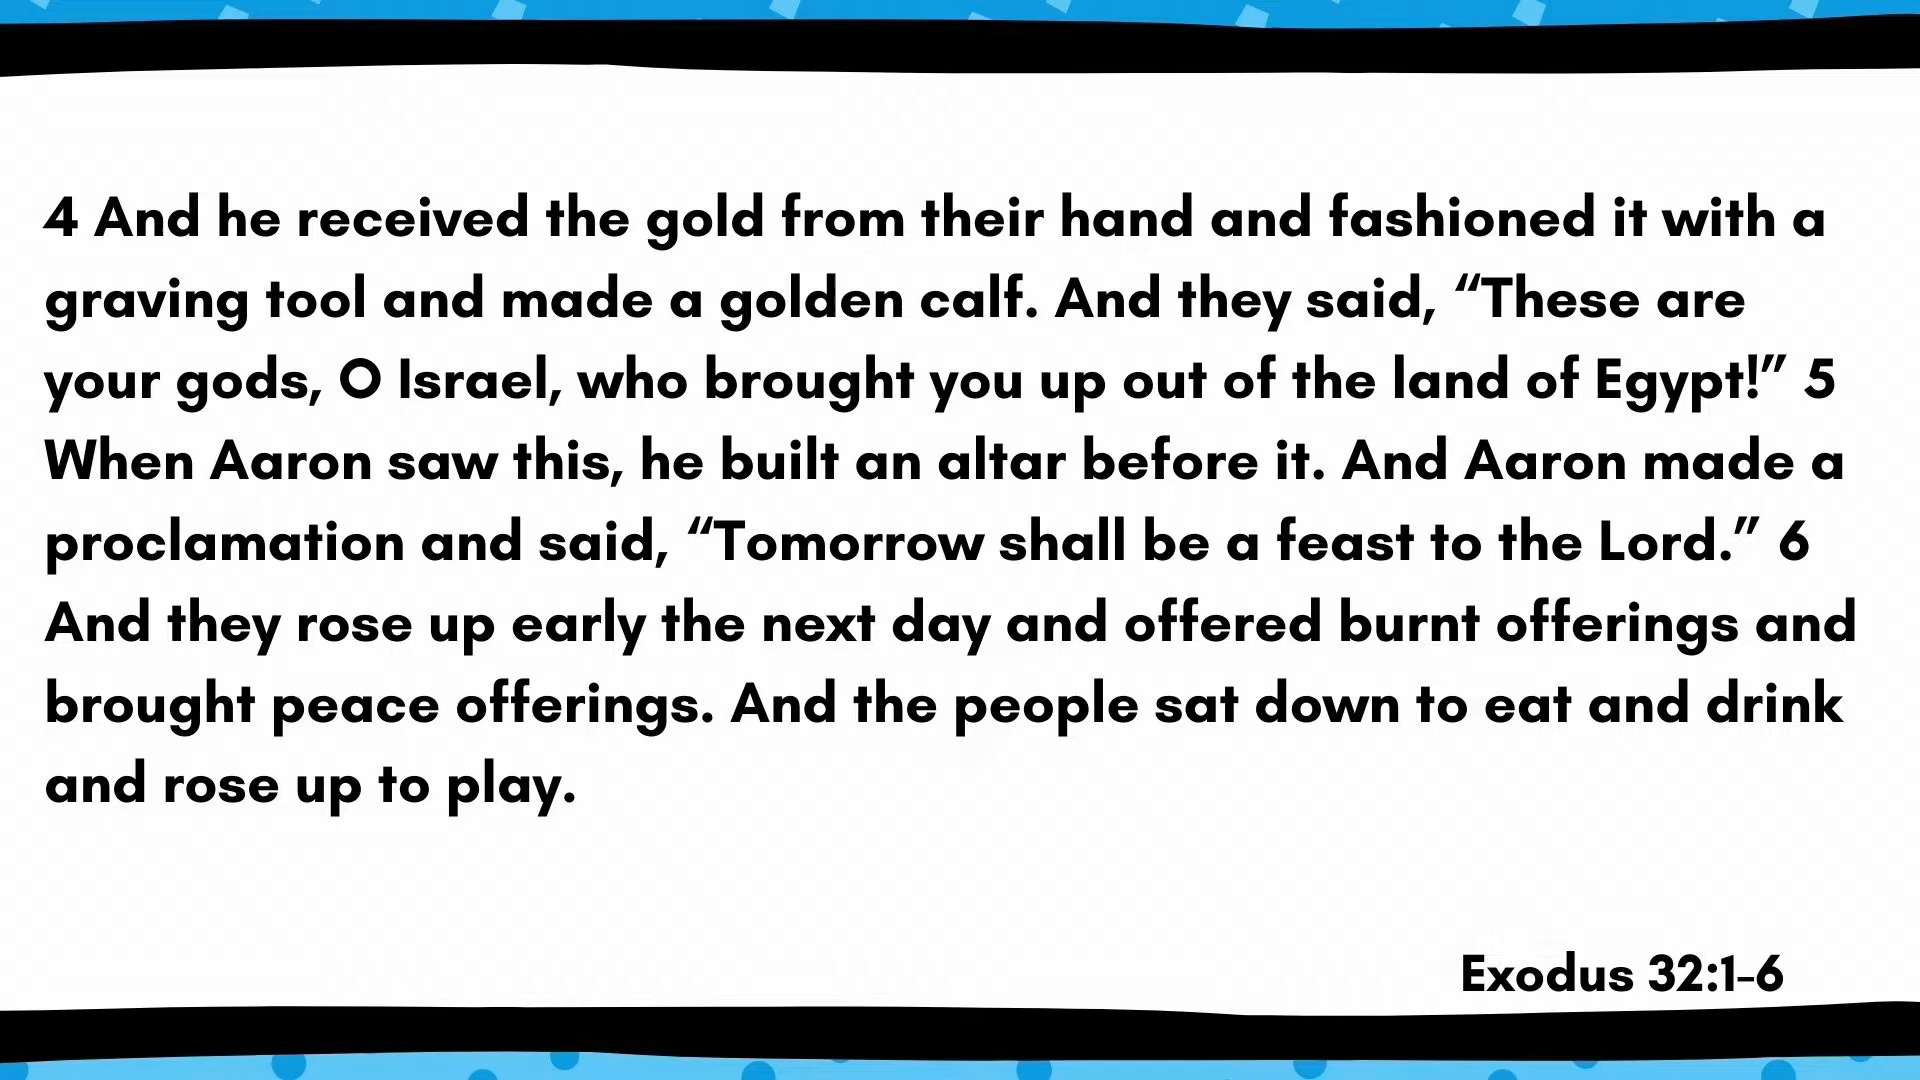 4 And he received the gold from their hand and fashioned it with a
graving tool and made a golden calf. And they said, “These are
your gods, O Israel, who brought you up out of the land of Egypt!” 5
When Aaron saw this, he built an altar before it. And Aaron made a
proclamation and said, “Tomorrow shall be a feast to the Lord.” 6
And they rose up early the next day and offered burnt offerings and
brought peace offerings. And the people sat down to eat and drink
and rose up to play.
Exodus 32:1-6